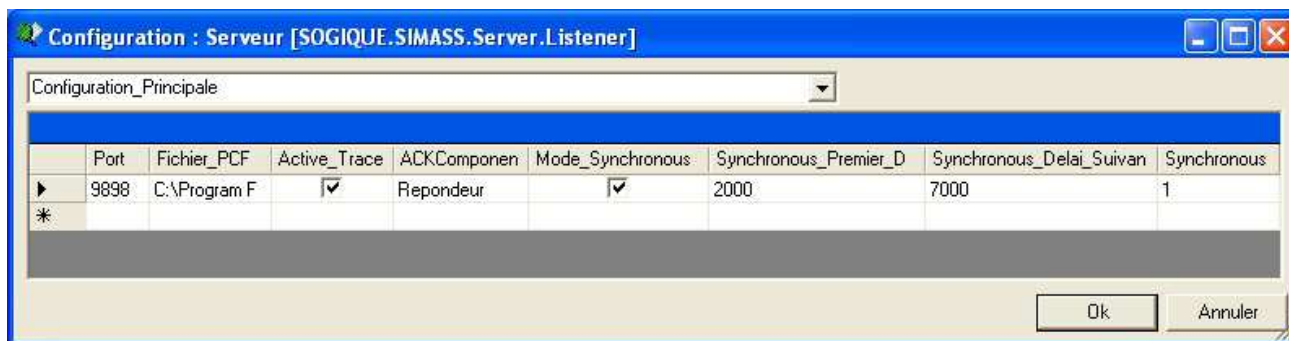 Configuration : Serveur [SOGIQUE.SIMASS.Server.Listener]
Configuration_Principale
Port Fichier_PCF Active_Trace ACKComponen Mode_Synchronous Synchronous_Premier_D Synchronous_Delai_Suivan Synchronous
9898 C:\Program F Repondeur 2000 7000 1
Ok Annuler